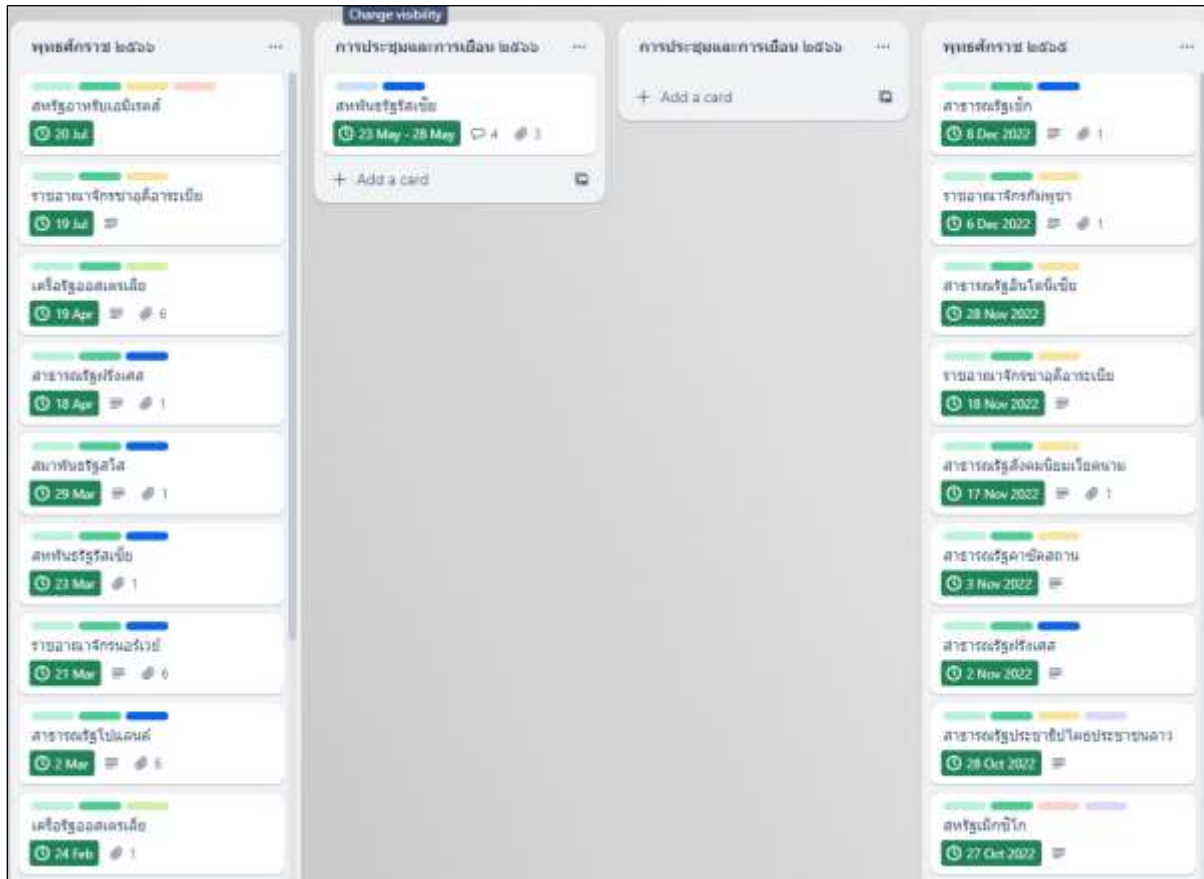 Change visibility
พุทธศักราช ๒๕๖๖
สหรัฐอาหรับเอมิเรตส์
20 Jul
ราชอาณาจักรซาอุดีอาระเบีย
19 Jul
เครือรัฐออสเตรเลีย
19 Apr
6
สาธารณรัฐฝรั่งเศส
18 Apr
1
สมาพันธรัฐสวิส
29 Mar
1
สหพันธรัฐรัสเซีย
23 Mar
1
ราชอาณาจักรนอร์เวย์
21 Mar
6
สาธารณรัฐโปแลนด์
2 Mar
6
เครือรัฐออสเตรเลีย
24 Feb
1
การประชุมและการเยือน ๒๕๖๖
สหพันธรัฐรัสเซีย
23 May - 28 May
4
3
+ Add a card
การประชุมและการเยือน ๒๕๖๖
+ Add a card
พุทธศักราช ๒๕๖๕
สาธารณรัฐเช็ก
8 Dec 2022
1
ราชอาณาจักรกัมพูชา
6 Dec 2022
1
สาธารณรัฐอินโดนีเซีย
28 Nov 2022
ราชอาณาจักรซาอุดีอาระเบีย
18 Nov 2022
สาธารณรัฐสังคมนิยมเวียดนาม
17 Nov 2022
1
สาธารณรัฐคาซัคสถาน
3 Nov 2022
สาธารณรัฐฝรั่งเศส
2 Nov 2022
สาธารณรัฐประชาธิปไตยประชาชนลาว
28 Oct 2022
สหรัฐเม็กซิโก
27 Oct 2022